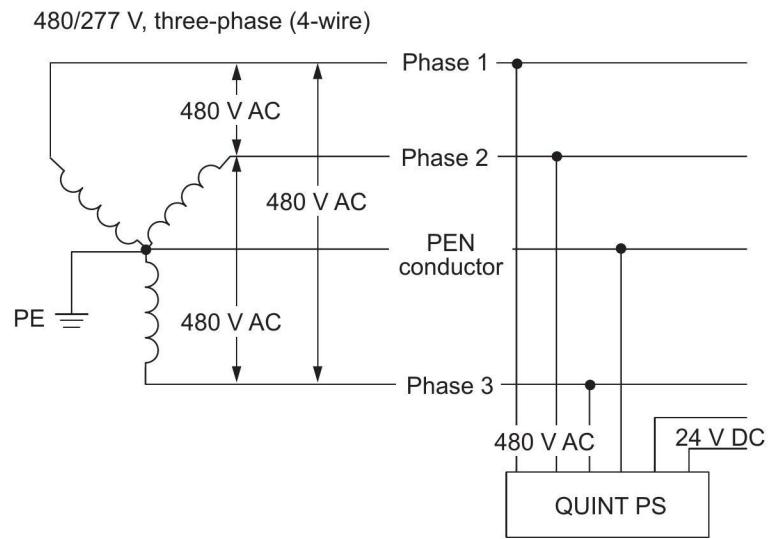 480/277 V, three-phase (4-wire)
Phase 1
480 V AC
Phase 2
480 V AC
PEN
conductor
PE
480 V AC
Phase 3
480 V AC
24 V DC
QUINT PS